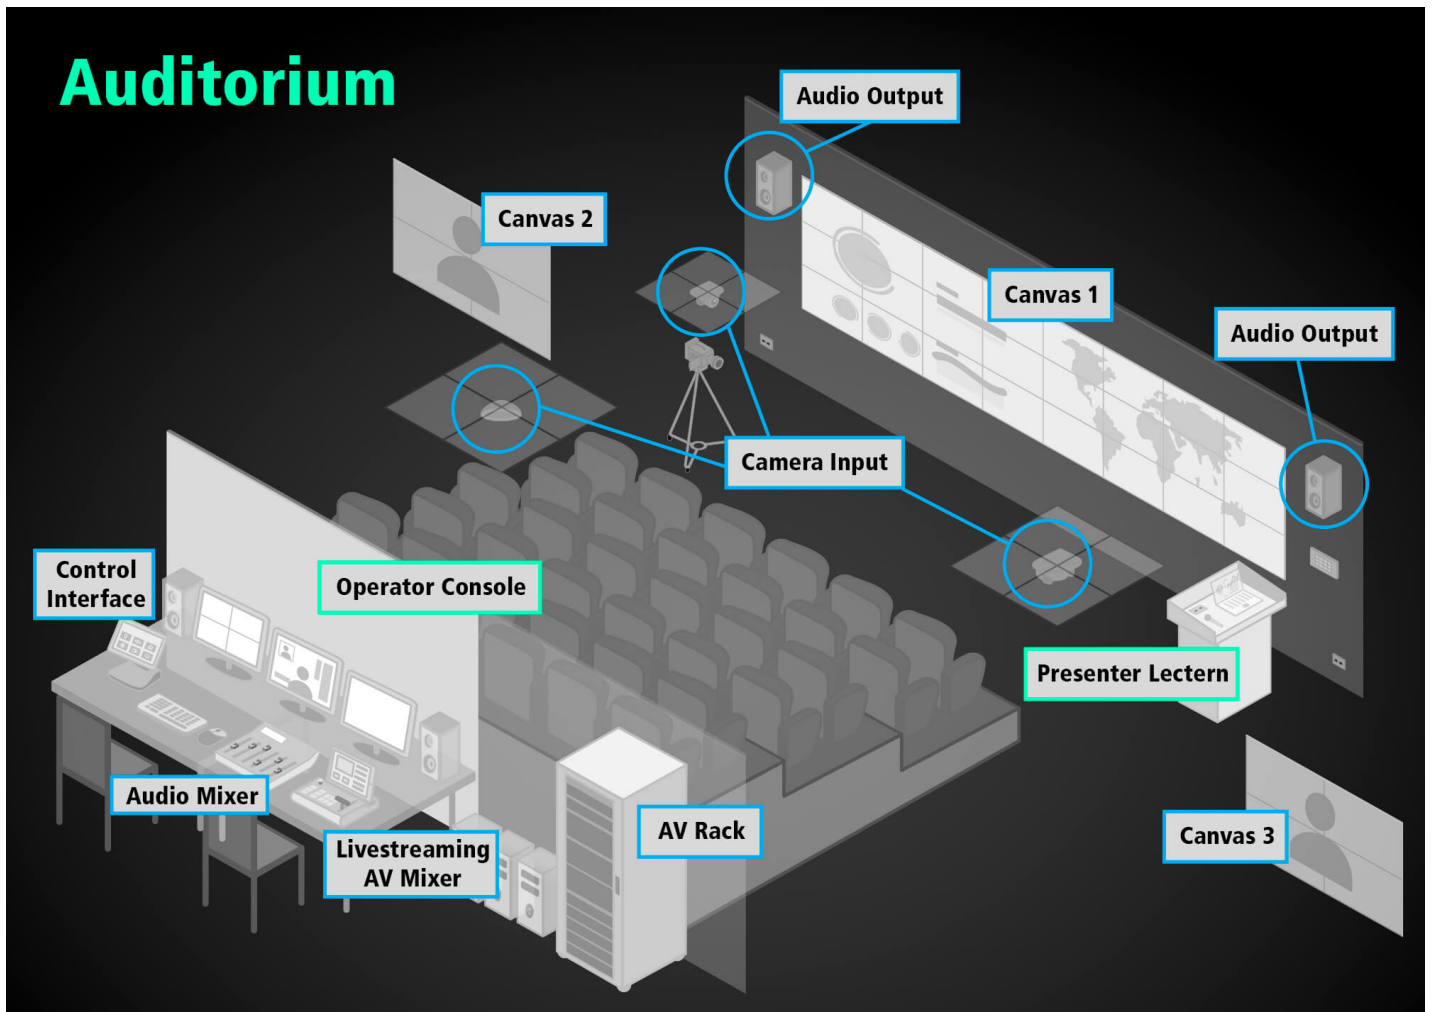 Auditorium
Audio Output
Canvas 2
Canvas 1
Audio Output
Camera Input
Control
Interface
Operator Console
Presenter Lectern
Audio Mixer
AV Rack
Canvas 3
Livestreaming
AV Mixer